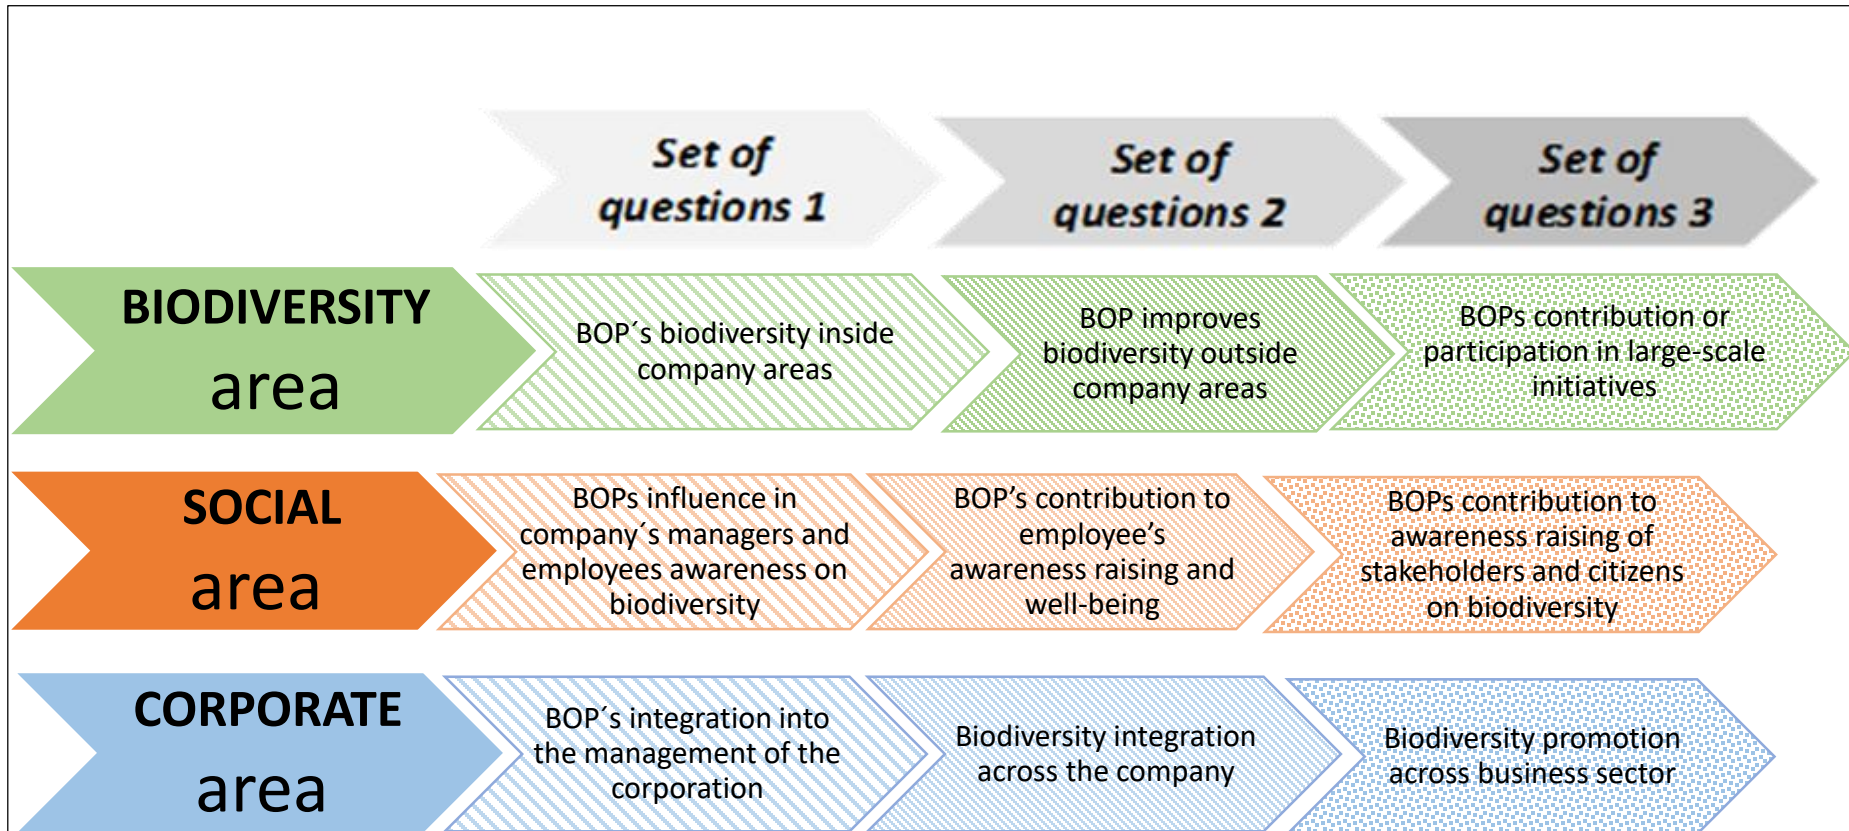 Set of
questions 1
Set of
questions 2
Set of
questions 3
BIODIVERSITY
area
BOP´s biodiversity inside
company areas
BOP improves
biodiversity outside
company areas
BOPs contribution or
participation in large-scale
initiatives
SOCIAL
area
BOPs influence in
company´s managers and
employees awareness on
biodiversity
BOP’s contribution to
employee’s
awareness raising and
well-being
BOPs contribution to
awareness raising of
stakeholders and citizens
on biodiversity
CORPORATE
area
BOP´s integration into
the management of the
corporation
Biodiversity integration
across the company
Biodiversity promotion
across business sector